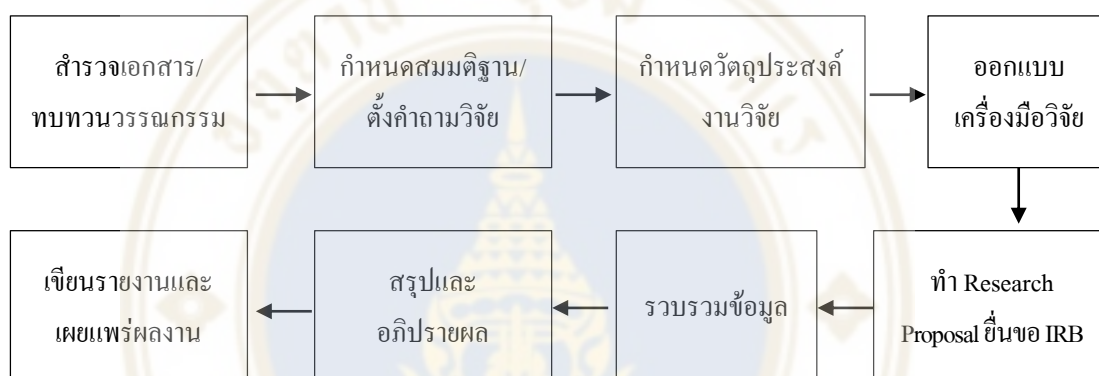 สำรวจเอกสาร/
ทบทวนวรรณกรรม
กำหนดสมมติฐาน/
ตั้งคำถามวิจัย
กำหนดวัตถุประสงค์
งานวิจัย
ออกแบบ
เครื่องมือวิจัย
ทำ Research
Proposal ยื่นขอ IRB
รวบรวมข้อมูล
สรุปและ
อภิปรายผล
เขียนรายงานและ
เผยแพร่ผลงาน